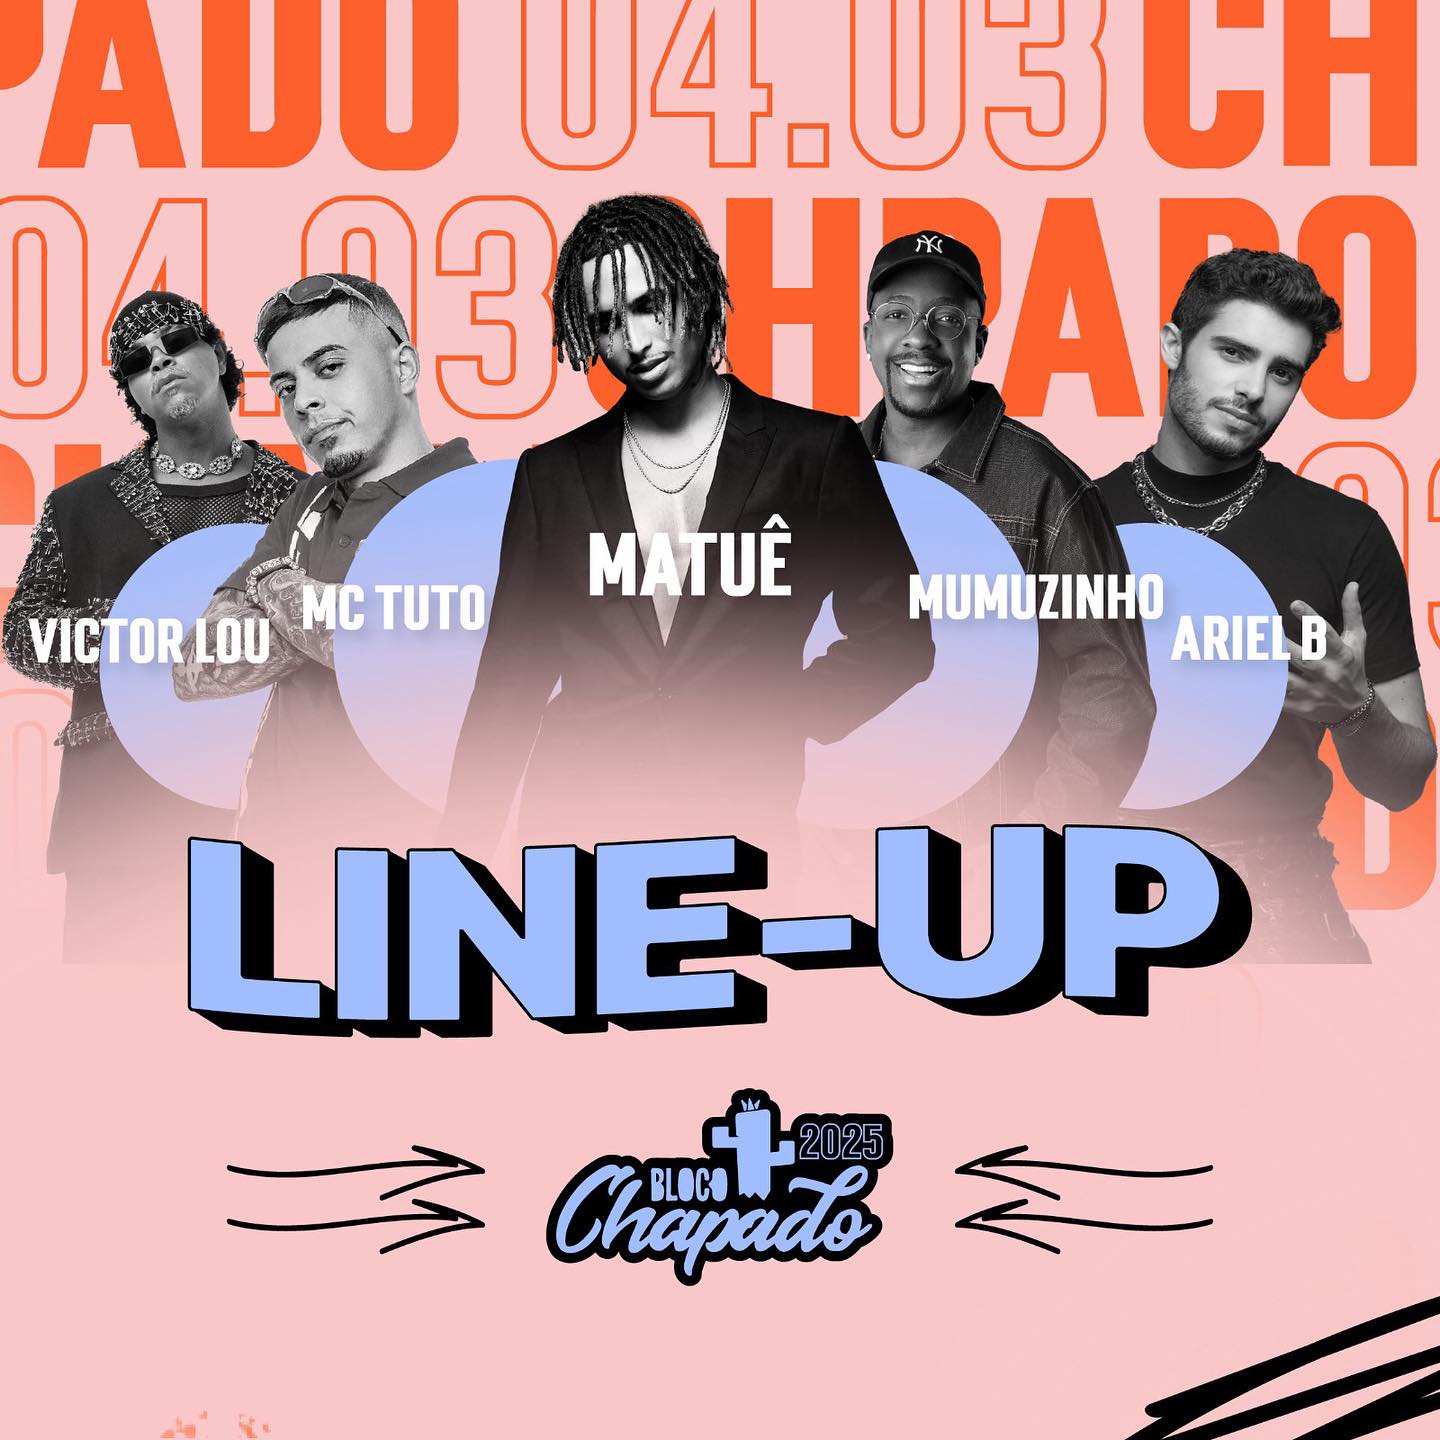 PADO 04.03 CH
04.03 CHPADO
MATUÊ
MC TUTO
MUMUZINHO
VICTOR LOU
ARIEL B
LINE-UP
2025
BLOCO
Chapado